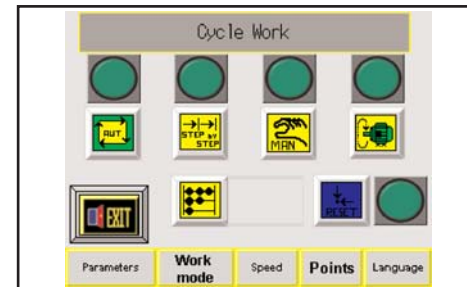 Cycle Work
AUT
STEP BY
STEP
MAN
EXIT
RESET
Parameters
Work
mode
Speed
Points
Language